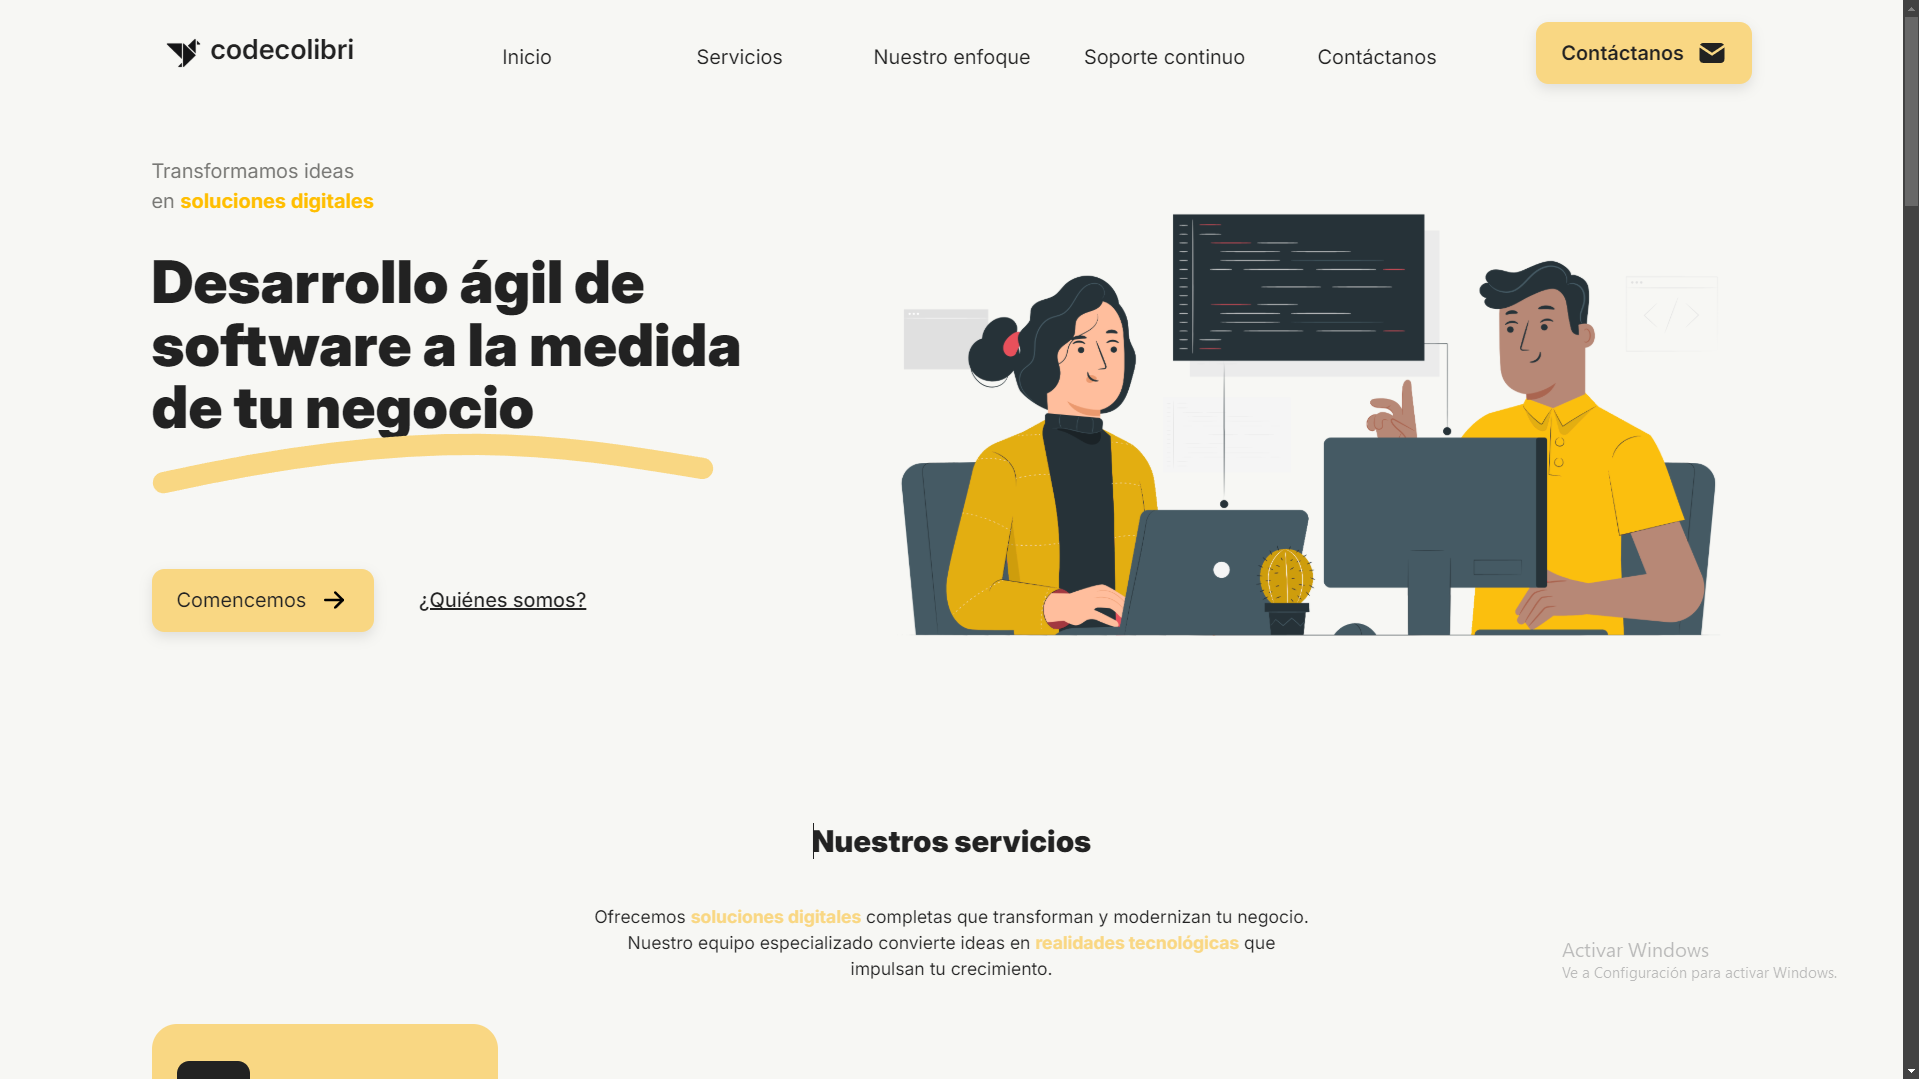 codecolibri
Inicio
Servicios
Nuestro enfoque
Soporte continuo
Contáctanos
Contáctanos
Transformamos ideas
en soluciones digitales
Desarrollo ágil de
software a la medida
de tu negocio
Comencemos
¿Quiénes somos?
Nuestros servicios
Ofrecemos soluciones digitales completas que transforman y modernizan tu negocio.
Nuestro equipo especializado convierte ideas en realidades tecnológicas que
impulsan tu crecimiento.
Activar Windows
Ve a Configuración para activar Windows.